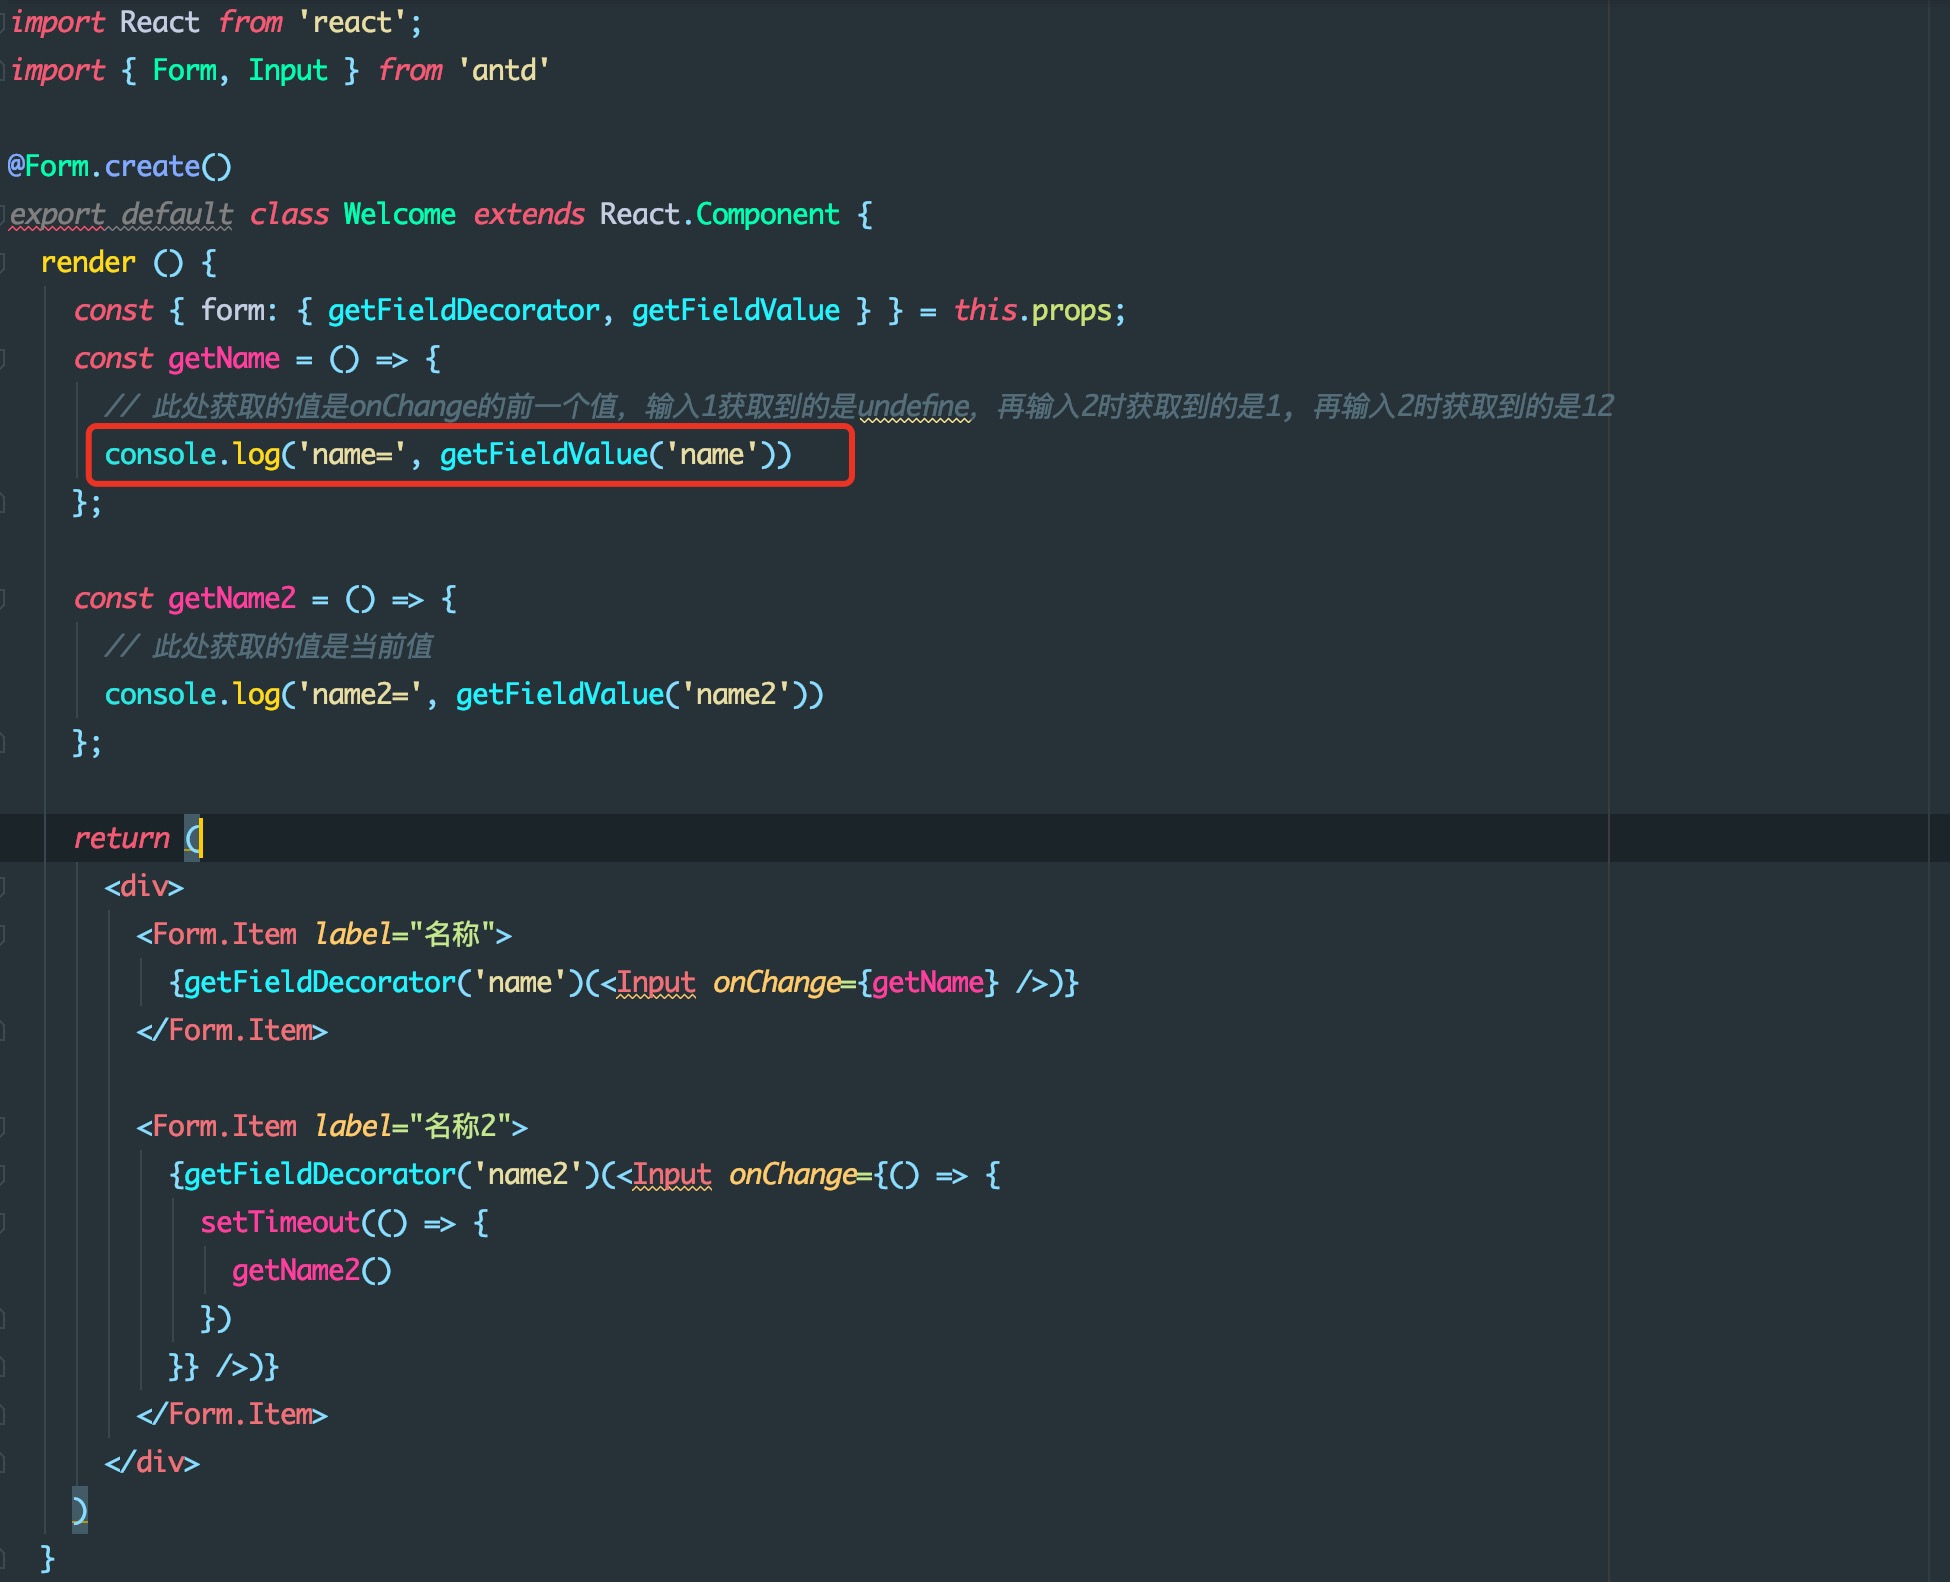 import React from 'react';
import { Form, Input } from 'antd'
@Form.create()
export default class Welcome extends React.Component {
render () {
const { form: { getFieldDecorator, getFieldValue } } = this.props;
const getName = () => {
// 此处获取的值是onChange的前一个值，输入1获取到的是undefine，再输入2时获取到的是1，再输入2时获取到的是12
console.log('name=', getFieldValue('name'))
};
const getName2 = () => {
// 此处获取的值是当前值
console.log('name2=', getFieldValue('name2'))
};
return (
<div>
<Form.Item label="名称">
{getFieldDecorator('name')(<Input onChange={getName} />)}
</Form.Item>
<Form.Item label="名称2">
{getFieldDecorator('name2')(<Input onChange={() => {
setTimeout(() => {
getName2()
})
}} />)}
</Form.Item>
</div>
)
}